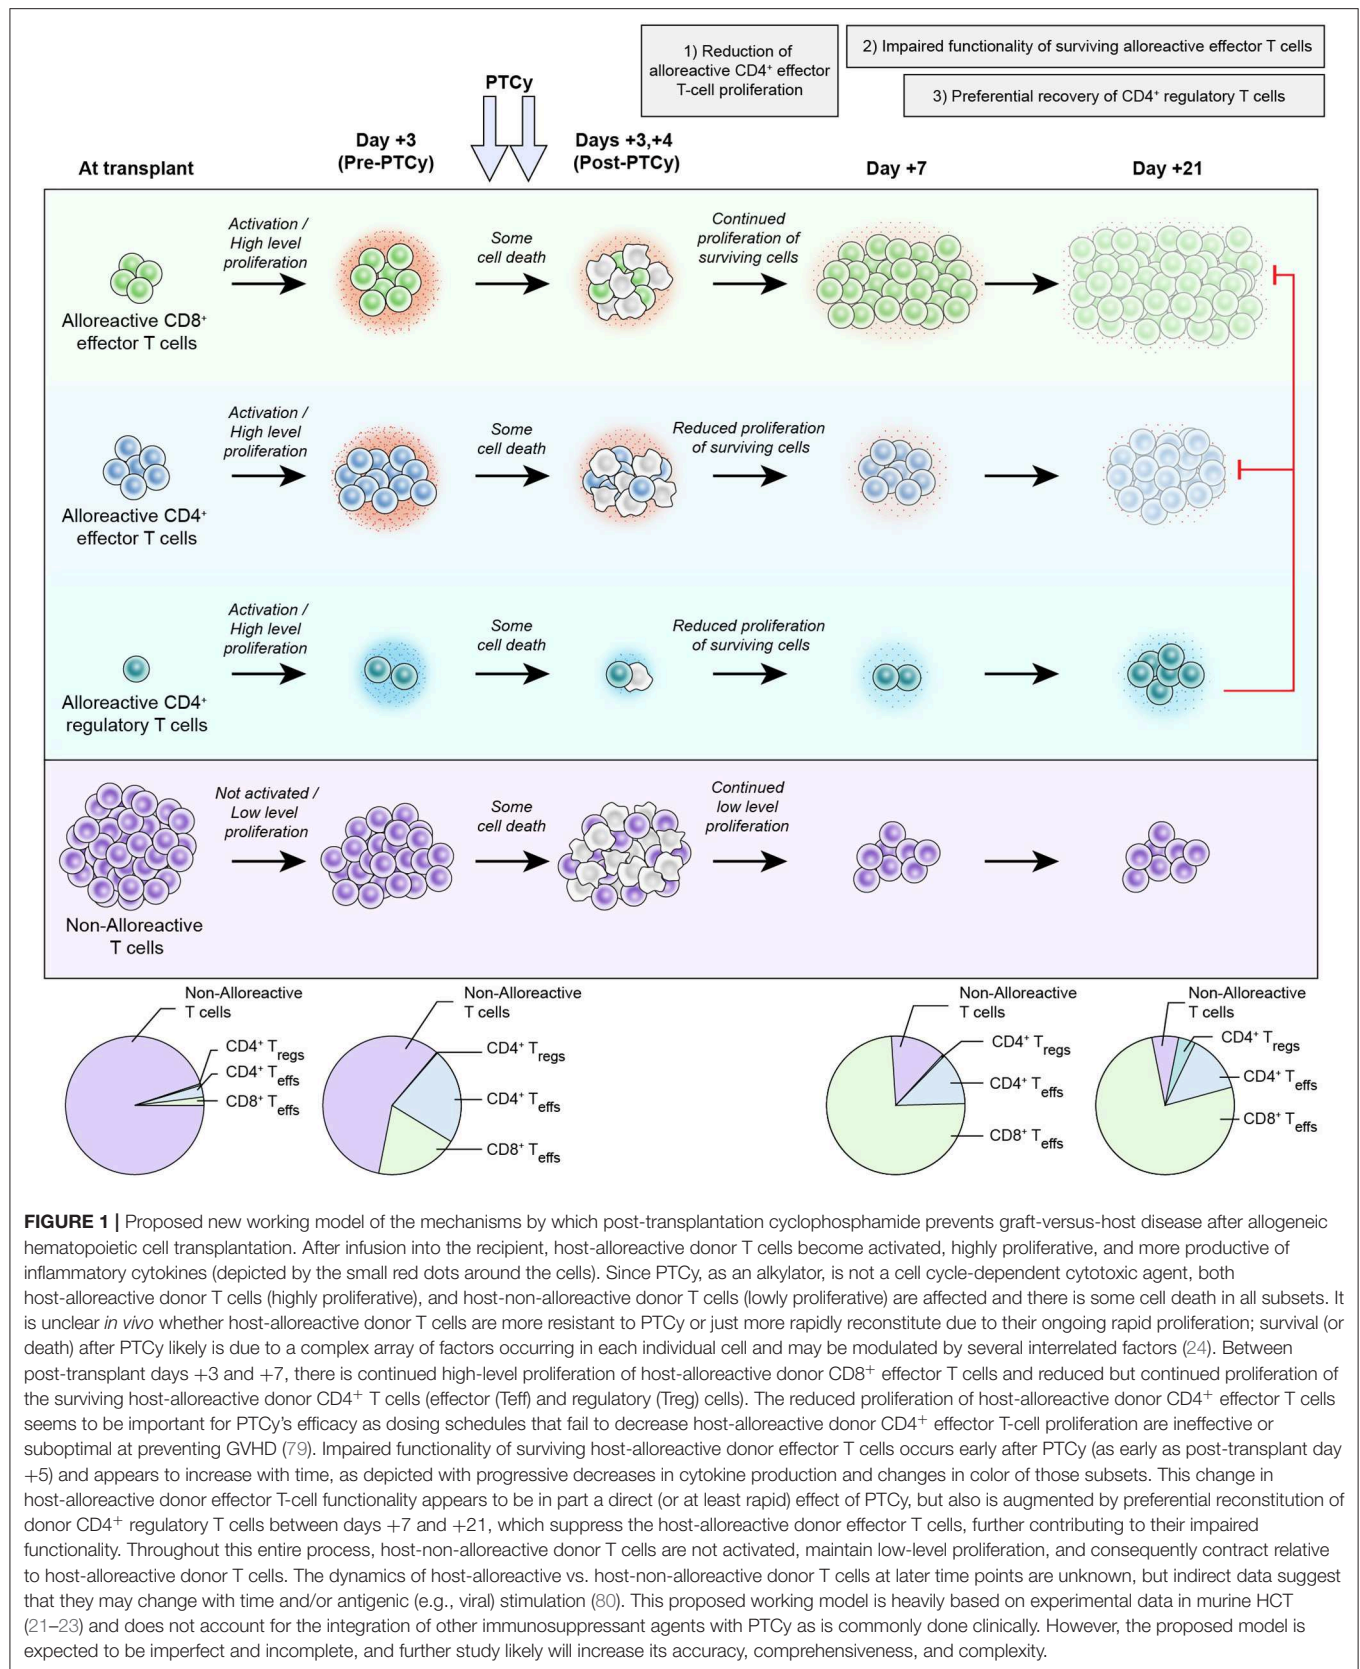 1) Reduction of
alloreactive CD4⁺ effector
T-cell proliferation
2) Impaired functionality of surviving alloreactive effector T cells
3) Preferential recovery of CD4⁺ regulatory T cells
PTCy
At transplant
Day +3
(Pre-PTCy)
Days +3,+4
(Post-PTCy)
Day +7
Day +21
Activation /
High level
proliferation
Some
cell death
Continued
proliferation of
surviving cells
Alloreactive CD8⁺
effector T cells
Activation /
High level
proliferation
Some
cell death
Reduced proliferation
of surviving cells
Alloreactive CD4⁺
effector T cells
Activation /
High level
proliferation
Some
cell death
Reduced proliferation
of surviving cells
Alloreactive CD4⁺
regulatory T cells
Not activated /
Low level
proliferation
Some
cell death
Continued
low level
proliferation
Non-Alloreactive
T cells
Non-Alloreactive
T cells
CD4⁺ Tregs
CD4⁺ Teffs
CD8⁺ Teffs
Non-Alloreactive
T cells
CD4⁺ Tregs
CD4⁺ Teffs
CD8⁺ Teffs
Non-Alloreactive
T cells
CD4⁺ Tregs
CD4⁺ Teffs
CD8⁺ Teffs
Non-Alloreactive
T cells
CD4⁺ Tregs
CD4⁺ Teffs
CD8⁺ Teffs
FIGURE 1 | Proposed new working model of the mechanisms by which post-transplantation cyclophosphamide prevents graft-versus-host disease after allogeneic
hematopoietic cell transplantation. After infusion into the recipient, host-alloreactive donor T cells become activated, highly proliferative, and more productive of
inflammatory cytokines (depicted by the small red dots around the cells). Since PTCy, as an alkylator, is not a cell cycle-dependent cytotoxic agent, both
host-alloreactive donor T cells (highly proliferative), and host-non-alloreactive donor T cells (lowly proliferative) are affected and there is some cell death in all subsets. It
is unclear in vivo whether host-alloreactive donor T cells are more resistant to PTCy or just more rapidly reconstitute due to their ongoing rapid proliferation; survival (or
death) after PTCy likely is due to a complex array of factors occurring in each individual cell and may be modulated by several interrelated factors (24). Between
post-transplant days +3 and +7, there is continued high-level proliferation of host-alloreactive donor CD8⁺ effector T cells and reduced but continued proliferation of
the surviving host-alloreactive donor CD4⁺ T cells (effector (Teff) and regulatory (Treg) cells). The reduced proliferation of host-alloreactive donor CD4⁺ effector T cells
seems to be important for PTCy's efficacy as dosing schedules that fail to decrease host-alloreactive donor CD4⁺ effector T-cell proliferation are ineffective or
suboptimal at preventing GVHD (79). Impaired functionality of surviving host-alloreactive donor effector T cells occurs early after PTCy (as early as post-transplant day
+5) and appears to increase with time, as depicted with progressive decreases in cytokine production and changes in color of those subsets. This change in
host-alloreactive donor effector T-cell functionality appears to be in part a direct (or at least rapid) effect of PTCy, but also is augmented by preferential reconstitution of
donor CD4⁺ regulatory T cells between days +7 and +21, which suppress the host-alloreactive donor effector T cells, further contributing to their impaired
functionality. Throughout this entire process, host-non-alloreactive donor T cells are not activated, maintain low-level proliferation, and consequently contract relative
to host-alloreactive donor T cells. The dynamics of host-alloreactive vs. host-non-alloreactive donor T cells at later time points are unknown, but indirect data suggest
that they may change with time and/or antigenic (e.g., viral) stimulation (80). This proposed working model is heavily based on experimental data in murine HCT
(21–23) and does not account for the integration of other immunosuppressant agents with PTCy as is commonly done clinically. However, the proposed model is
expected to be imperfect and incomplete, and further study likely will increase its accuracy, comprehensiveness, and complexity.